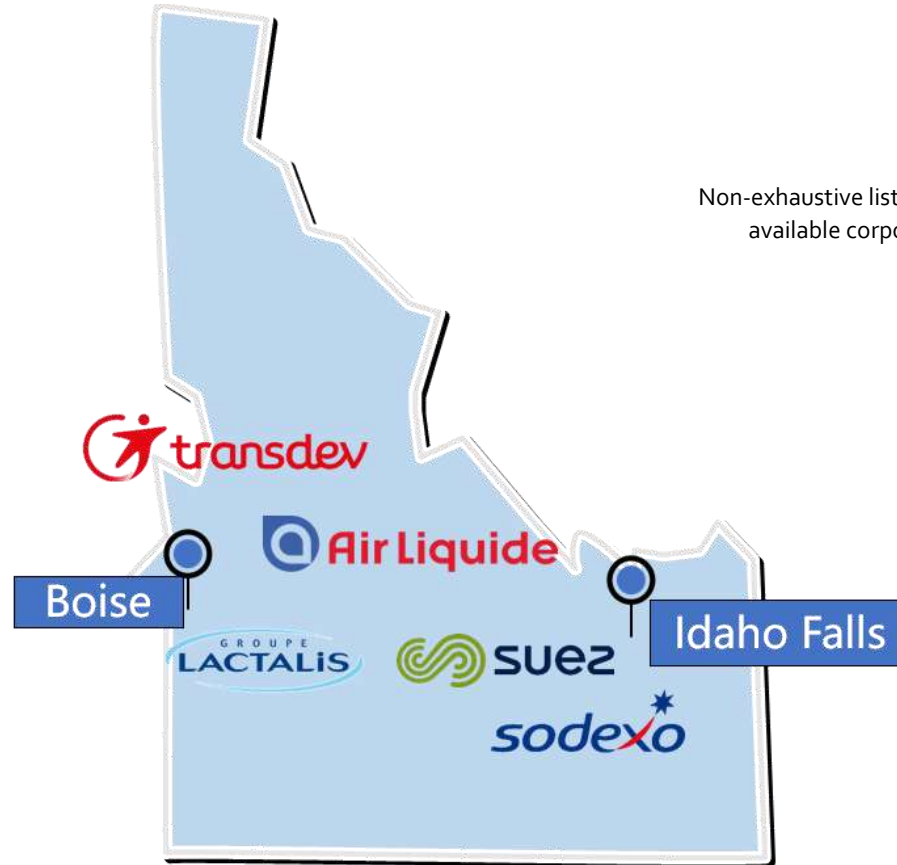 Non-exhaustive list
available corpo
transdev
Air Liquide
Boise
GROUPE
LACTALIS
suez
Idaho Falls
sodexo